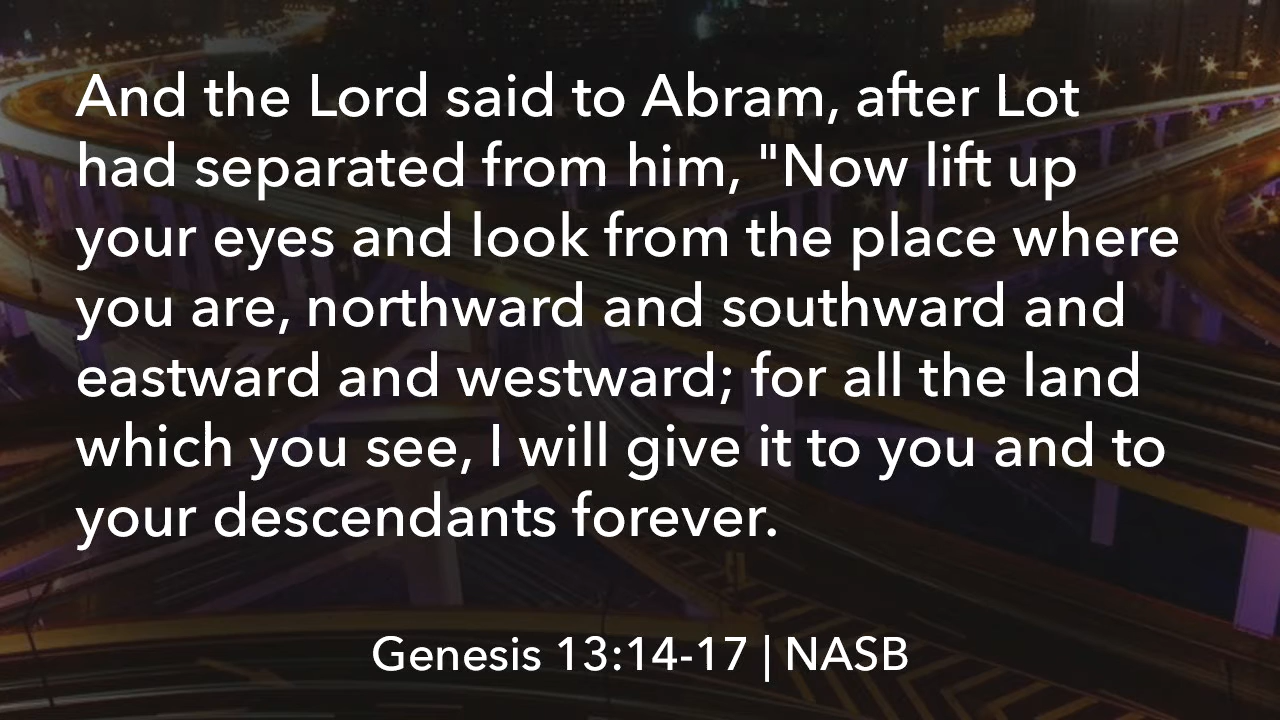 And the Lord said to Abram, after Lot
had separated from him, "Now lift up
your eyes and look from the place where
you are, northward and southward and
eastward and westward; for all the land
which you see, I will give it to you and to
your descendants forever.
Genesis 13:14-17 | NASB